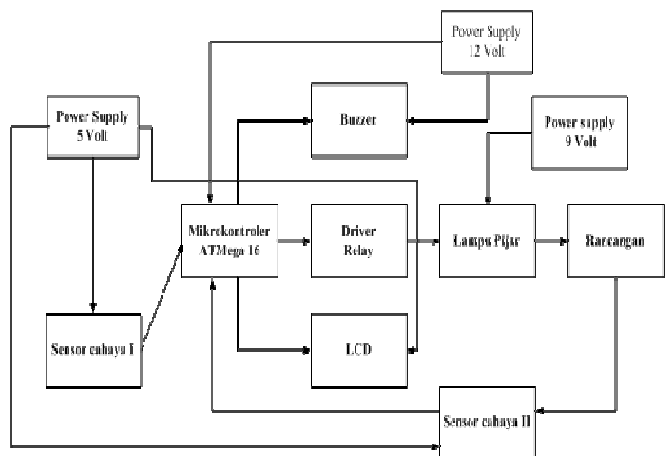 Power Supply
12 Volt
Power Supply
5 Volt
Buzzer
Power supply
9 Volt
Mikrokontroler
ATMega 16
Driver
Relay
Lampu Pijar
Rancangan
Sensor cahaya I
LCD
Sensor cahaya II